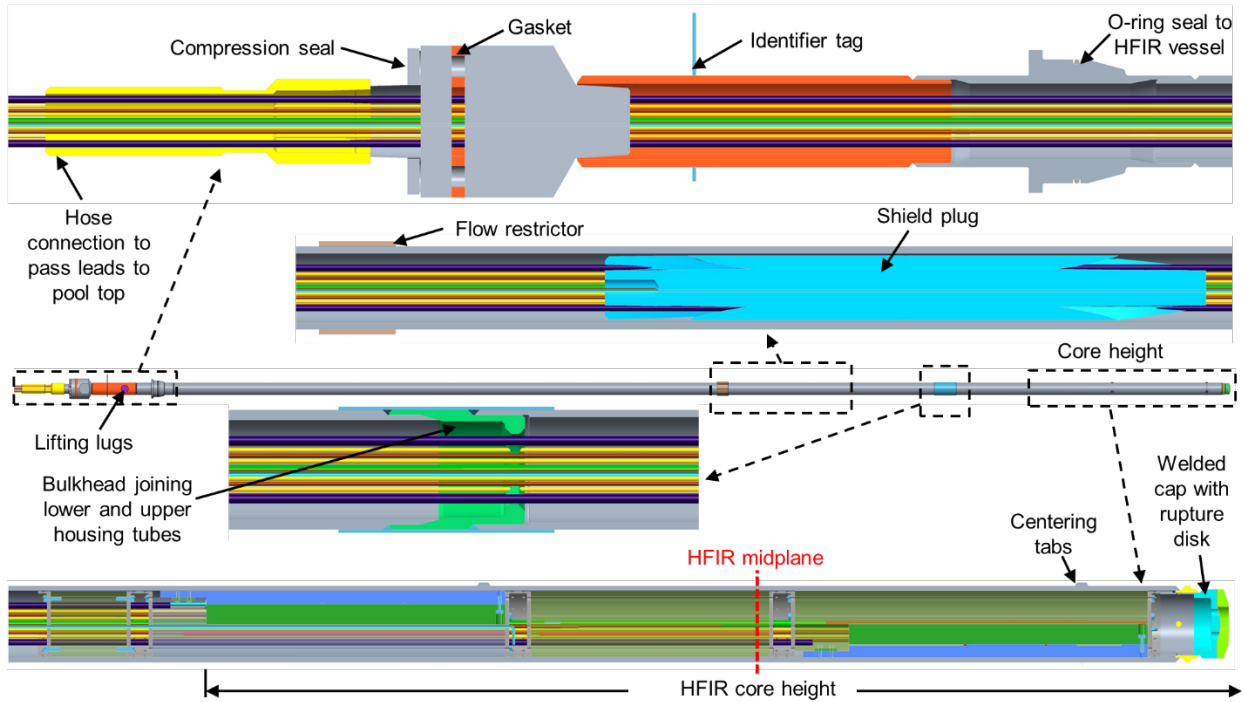 Compression seal
Gasket
Identifier tag
O-ring seal to
HFIR vessel
Hose
connection to
pass leads to
pool top
Flow restrictor
Shield plug
Core height
Lifting lugs
Bulkhead joining
lower and upper
housing tubes
Welded
cap with
rupture
disk
Centering
tabs
HFIR midplane
HFIR core height